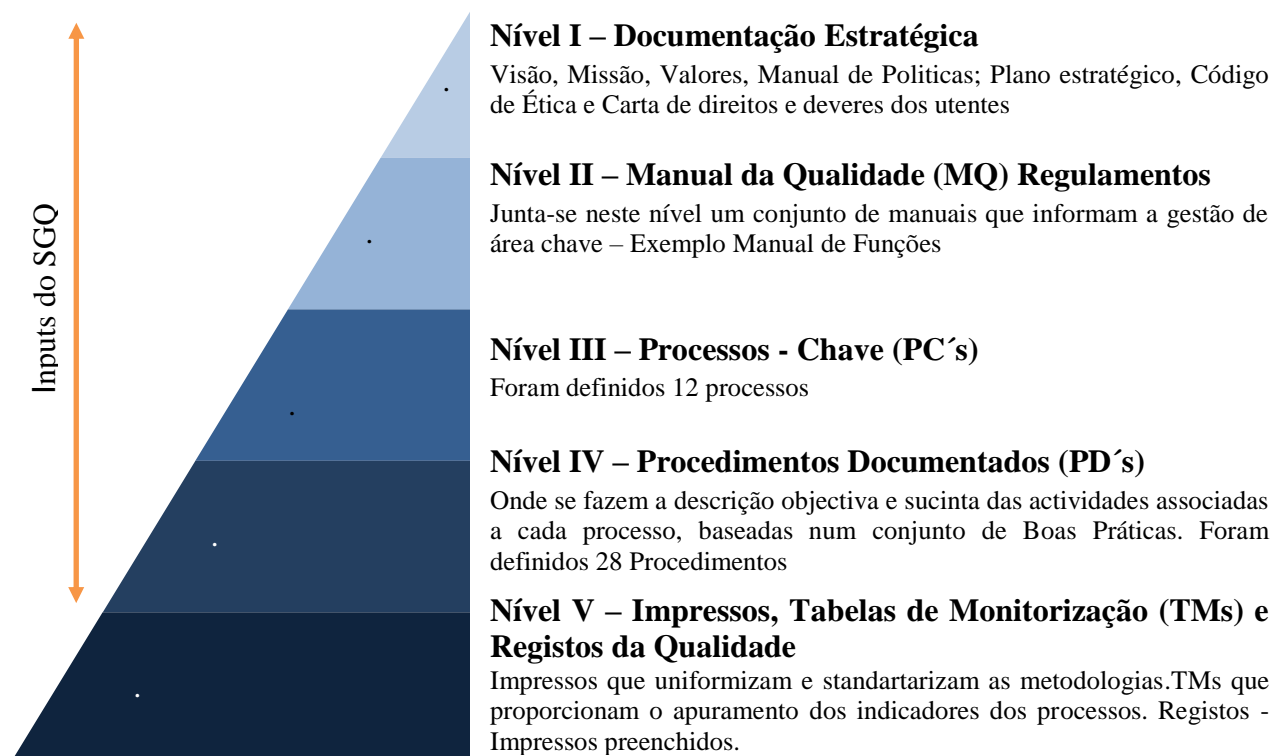 Inputs do SGQ
Nível I – Documentação Estratégica
Visão, Missão, Valores, Manual de Politicas; Plano estratégico, Código
de Ética e Carta de direitos e deveres dos utentes
Nível II – Manual da Qualidade (MQ) Regulamentos
Junta-se neste nível um conjunto de manuais que informam a gestão de
área chave – Exemplo Manual de Funções
Nível III – Processos - Chave (PC´s)
Foram definidos 12 processos
Nível IV – Procedimentos Documentados (PD´s)
Onde se fazem a descrição objectiva e sucinta das actividades associadas
a cada processo, baseadas num conjunto de Boas Práticas. Foram
definidos 28 Procedimentos
Nível V – Impressos, Tabelas de Monitorização (TMs) e
Registos da Qualidade
Impressos que uniformizam e standartarizam as metodologias.TMs que
proporcionam o apuramento dos indicadores dos processos. Registos -
Impressos preenchidos.